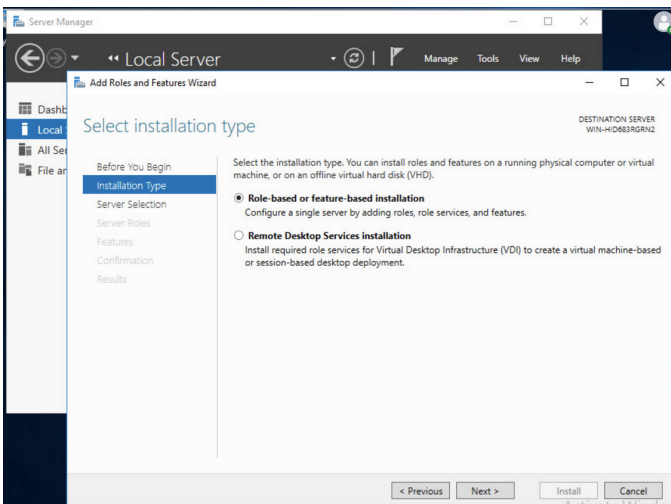 Server Manager
Local Server
Manage Tools View Help
Add Roles and Features Wizard
Select installation type
DESTINATION SERVER
WIN-HID683RGRN2
Dashb
Local
All Ser
File an
Before You Begin
Installation Type
Server Selection
Server Roles
Features
Confirmation
Results
Select the installation type. You can install roles and features on a running physical computer or virtual
machine, or on an offline virtual hard disk (VHD).
Role-based or feature-based installation
Configure a single server by adding roles, role services, and features.
Remote Desktop Services installation
Install required role services for Virtual Desktop Infrastructure (VDI) to create a virtual machine-based
or session-based desktop deployment.
< Previous Next > Install Cancel